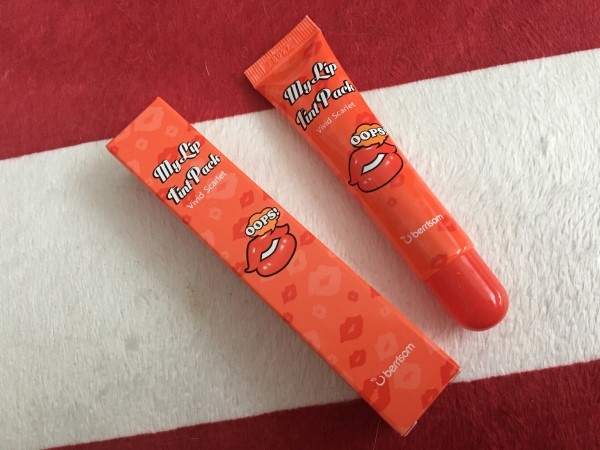 My Lip
Tint Pack
Vivid Scarlet
OOPS!
berrisom
My Lip
Tint Pack
Vivid Scarlet
OOPS!
berrisom